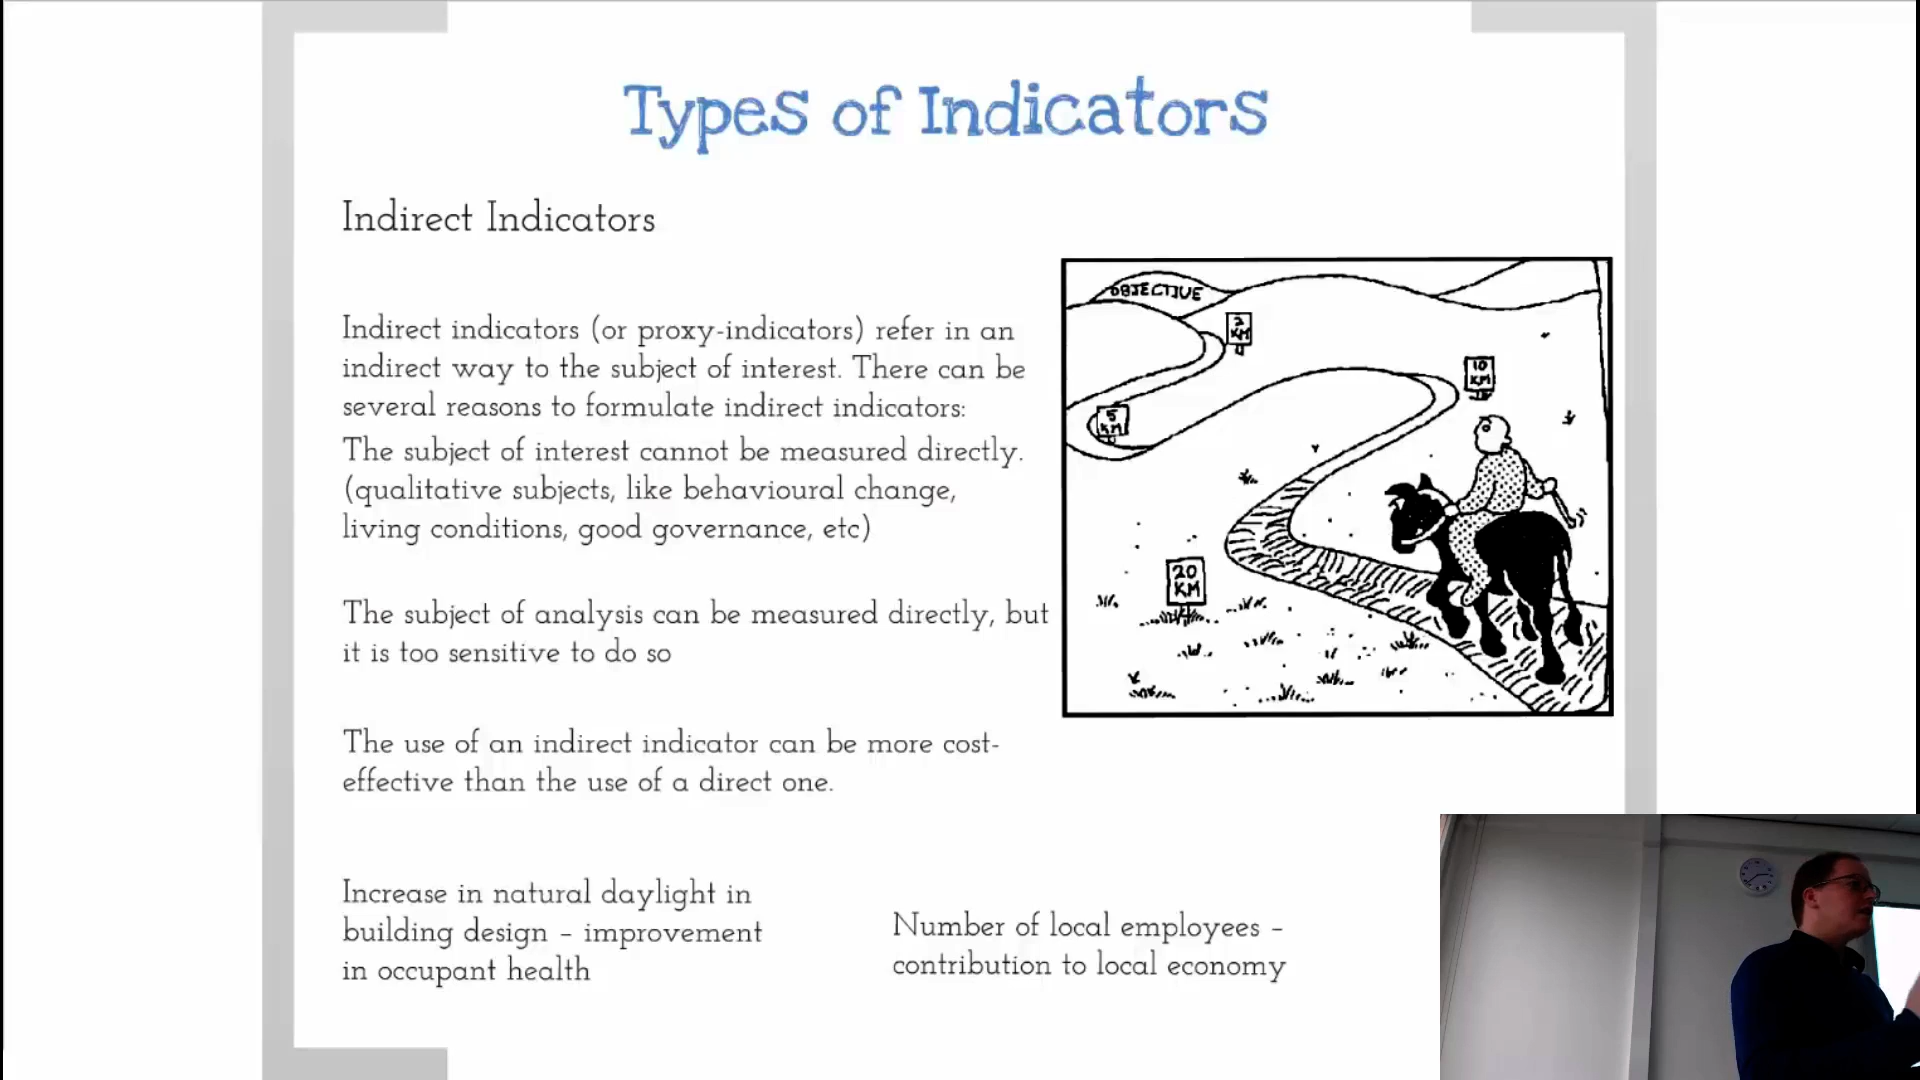 Types of Indicators
Indirect Indicators
Indirect indicators (or proxy-indicators) refer in an
indirect way to the subject of interest. There can be
several reasons to formulate indirect indicators:
The subject of interest cannot be measured directly.
(qualitative subjects, like behavioural change,
living conditions, good governance, etc)
The subject of analysis can be measured directly, but
it is too sensitive to do so
The use of an indirect indicator can be more cost-
effective than the use of a direct one.
Increase in natural daylight in
building design – improvement
in occupant health
Number of local employees –
contribution to local economy
OBJECTIVE
2
KM
10
KM
5
KM
20
KM